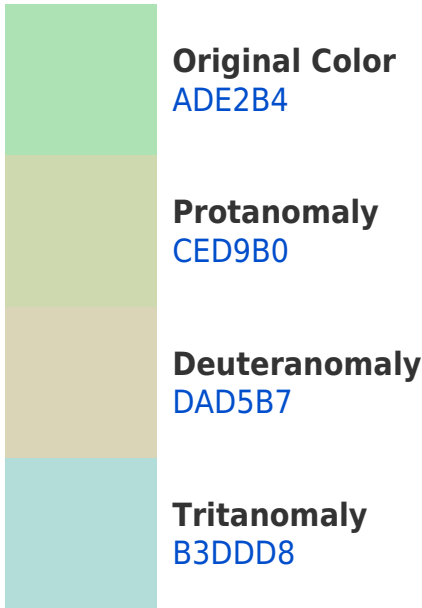 Original Color
ADE2B4
Protanomaly
CED9B0
Deuteranomaly
DAD5B7
Tritanomaly
B3DDD8